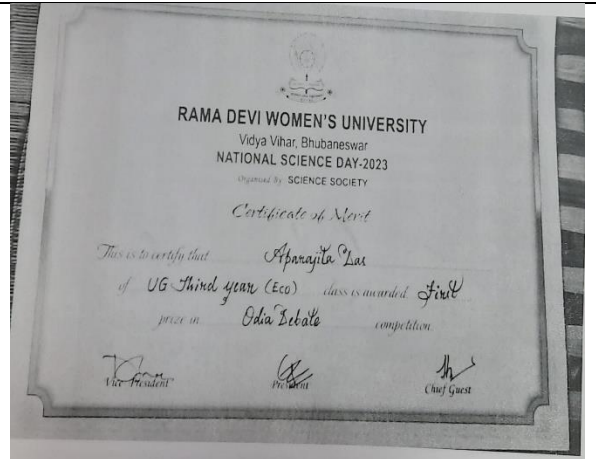 RAMA DEVI WOMEN'S UNIVERSITY
Vidya Vihar, Bhubaneswar
NATIONAL SCIENCE DAY-2023
Organised By: SCIENCE SOCIETY
Certificate of Merit
This is to certify that Aparajita Das
of UG Third year (Eco) class is awarded First
prize in Odia Debate competition.
Vice President President Chief Guest